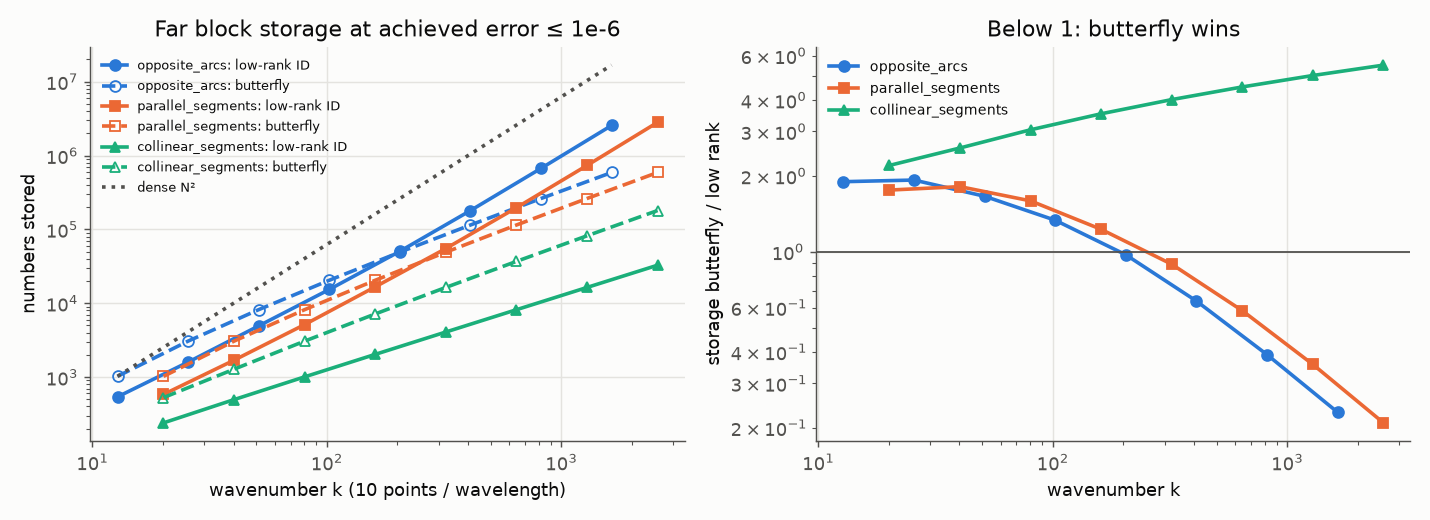 Far block storage at achieved error ≤ 1e-6
numbers stored
10⁷
10⁶
10⁵
10⁴
10³
opposite_arcs: low-rank ID
opposite_arcs: butterfly
parallel_segments: low-rank ID
parallel_segments: butterfly
collinear_segments: low-rank ID
collinear_segments: butterfly
dense N²
10¹
10²
10³
wavenumber k (10 points / wavelength)
Below 1: butterfly wins
storage butterfly / low rank
6 × 10⁰
4 × 10⁰
3 × 10⁰
2 × 10⁰
10⁰
6 × 10⁻¹
4 × 10⁻¹
3 × 10⁻¹
2 × 10⁻¹
opposite_arcs
parallel_segments
collinear_segments
10¹
10²
10³
wavenumber k